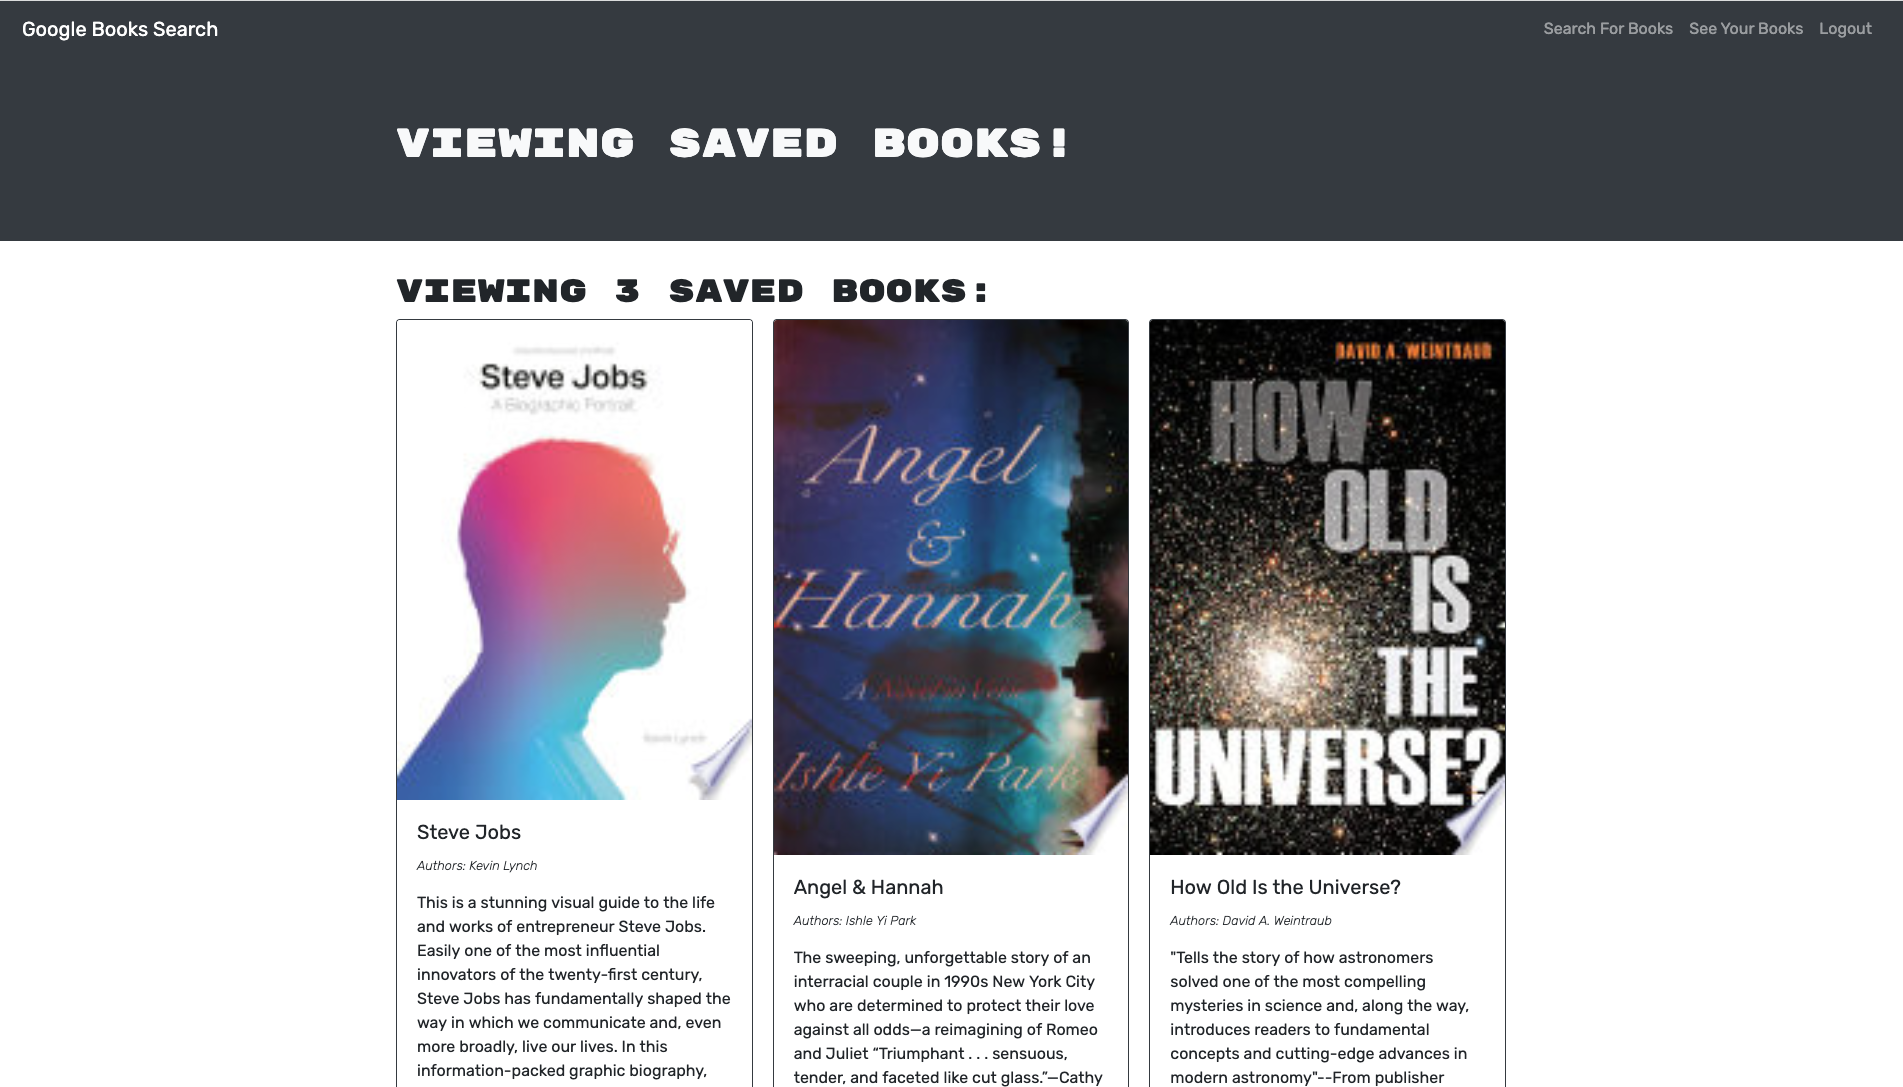 Google Books Search
Search For Books See Your Books Logout
VIEWING SAVED BOOKS!
VIEWING 3 SAVED BOOKS:
Steve Jobs
A Biographic Portrait
Kevin Lynch
Steve Jobs
Authors: Kevin Lynch
This is a stunning visual guide to the life
and works of entrepreneur Steve Jobs.
Easily one of the most influential
innovators of the twenty-first century,
Steve Jobs has fundamentally shaped the
way in which we communicate and, even
more broadly, live our lives. In this
information-packed graphic biography,
Angel
&
Hannah
A Novel in Verse
Ishle Yi Park
Angel & Hannah
Authors: Ishle Yi Park
The sweeping, unforgettable story of an
interracial couple in 1990s New York City
who are determined to protect their love
against all odds—a reimagining of Romeo
and Juliet “Triumphant . . . sensuous,
tender, and faceted like cut glass.”—Cathy
DAVID A. WEINTRAUB
HOW
OLD
IS
THE
UNIVERSE?
How Old Is the Universe?
Authors: David A. Weintraub
"Tells the story of how astronomers
solved one of the most compelling
mysteries in science and, along the way,
introduces readers to fundamental
concepts and cutting-edge advances in
modern astronomy"--From publisher